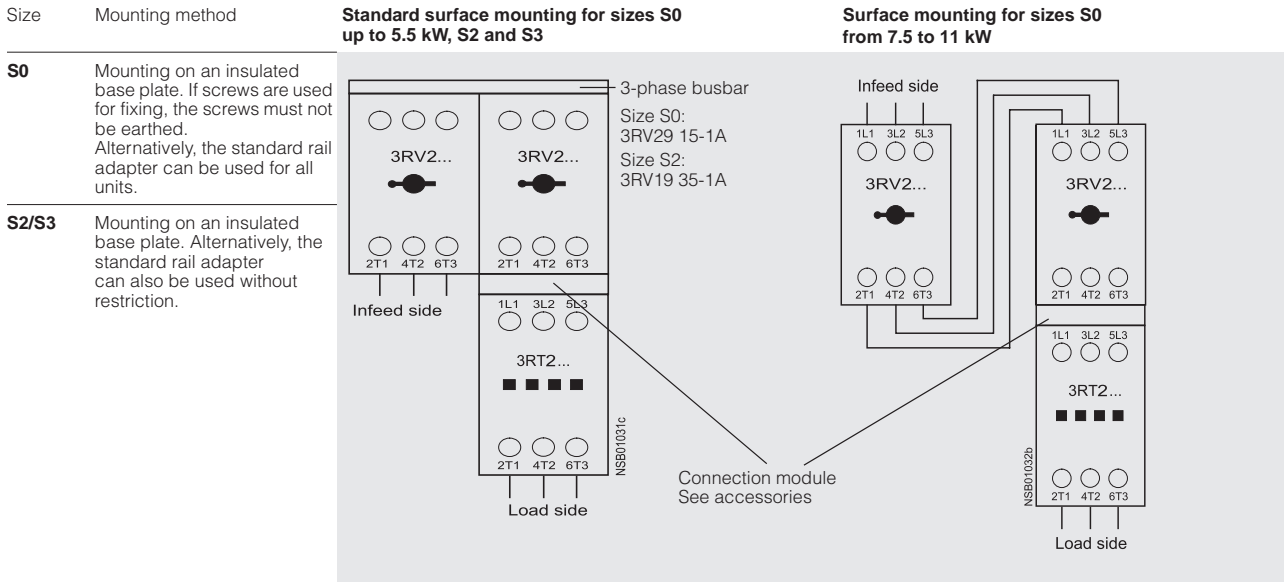 Size Mounting method
Standard surface mounting for sizes S0
up to 5.5 kW, S2 and S3
Surface mounting for sizes S0
from 7.5 to 11 kW
S0 Mounting on an insulated
base plate. If screws are used
for fixing, the screws must not
be earthed.
Alternatively, the standard rail
adapter can be used for all
units.
S2/S3 Mounting on an insulated
base plate. Alternatively, the
standard rail adapter
can also be used without
restriction.
3-phase busbar
Size S0:
3RV29 15-1A
Size S2:
3RV19 35-1A
3RV2... 3RV2...
2T1 4T2 6T3 2T1 4T2 6T3
Infeed side
1L1 3L2 5L3
3RT2...
2T1 4T2 6T3
Load side
NSB01031c
Connection module
See accessories
Infeed side
1L1 3L2 5L3 1L1 3L2 5L3
3RV2... 3RV2...
2T1 4T2 6T3 2T1 4T2 6T3
1L1 3L2 5L3
3RT2...
2T1 4T2 6T3
Load side
NSB01032b